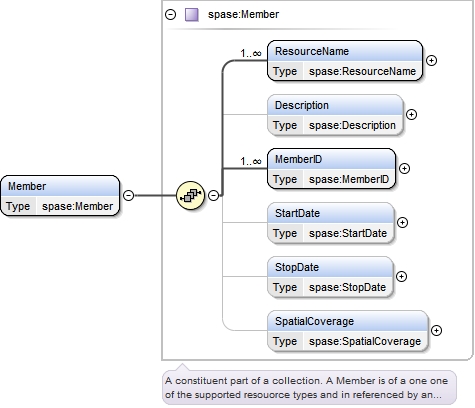 spase:Member
1..∞
ResourceName
Type spase:ResourceName
Description
Type spase:Description
1..∞
MemberID
Type spase:MemberID
Member
Type spase:Member
StartDate
Type spase:StartDate
StopDate
Type spase:StopDate
SpatialCoverage
Type spase:SpatialCoverage
A constituent part of a collection. A Member is of a one one
of the supported resouorce types and in referenced by an...